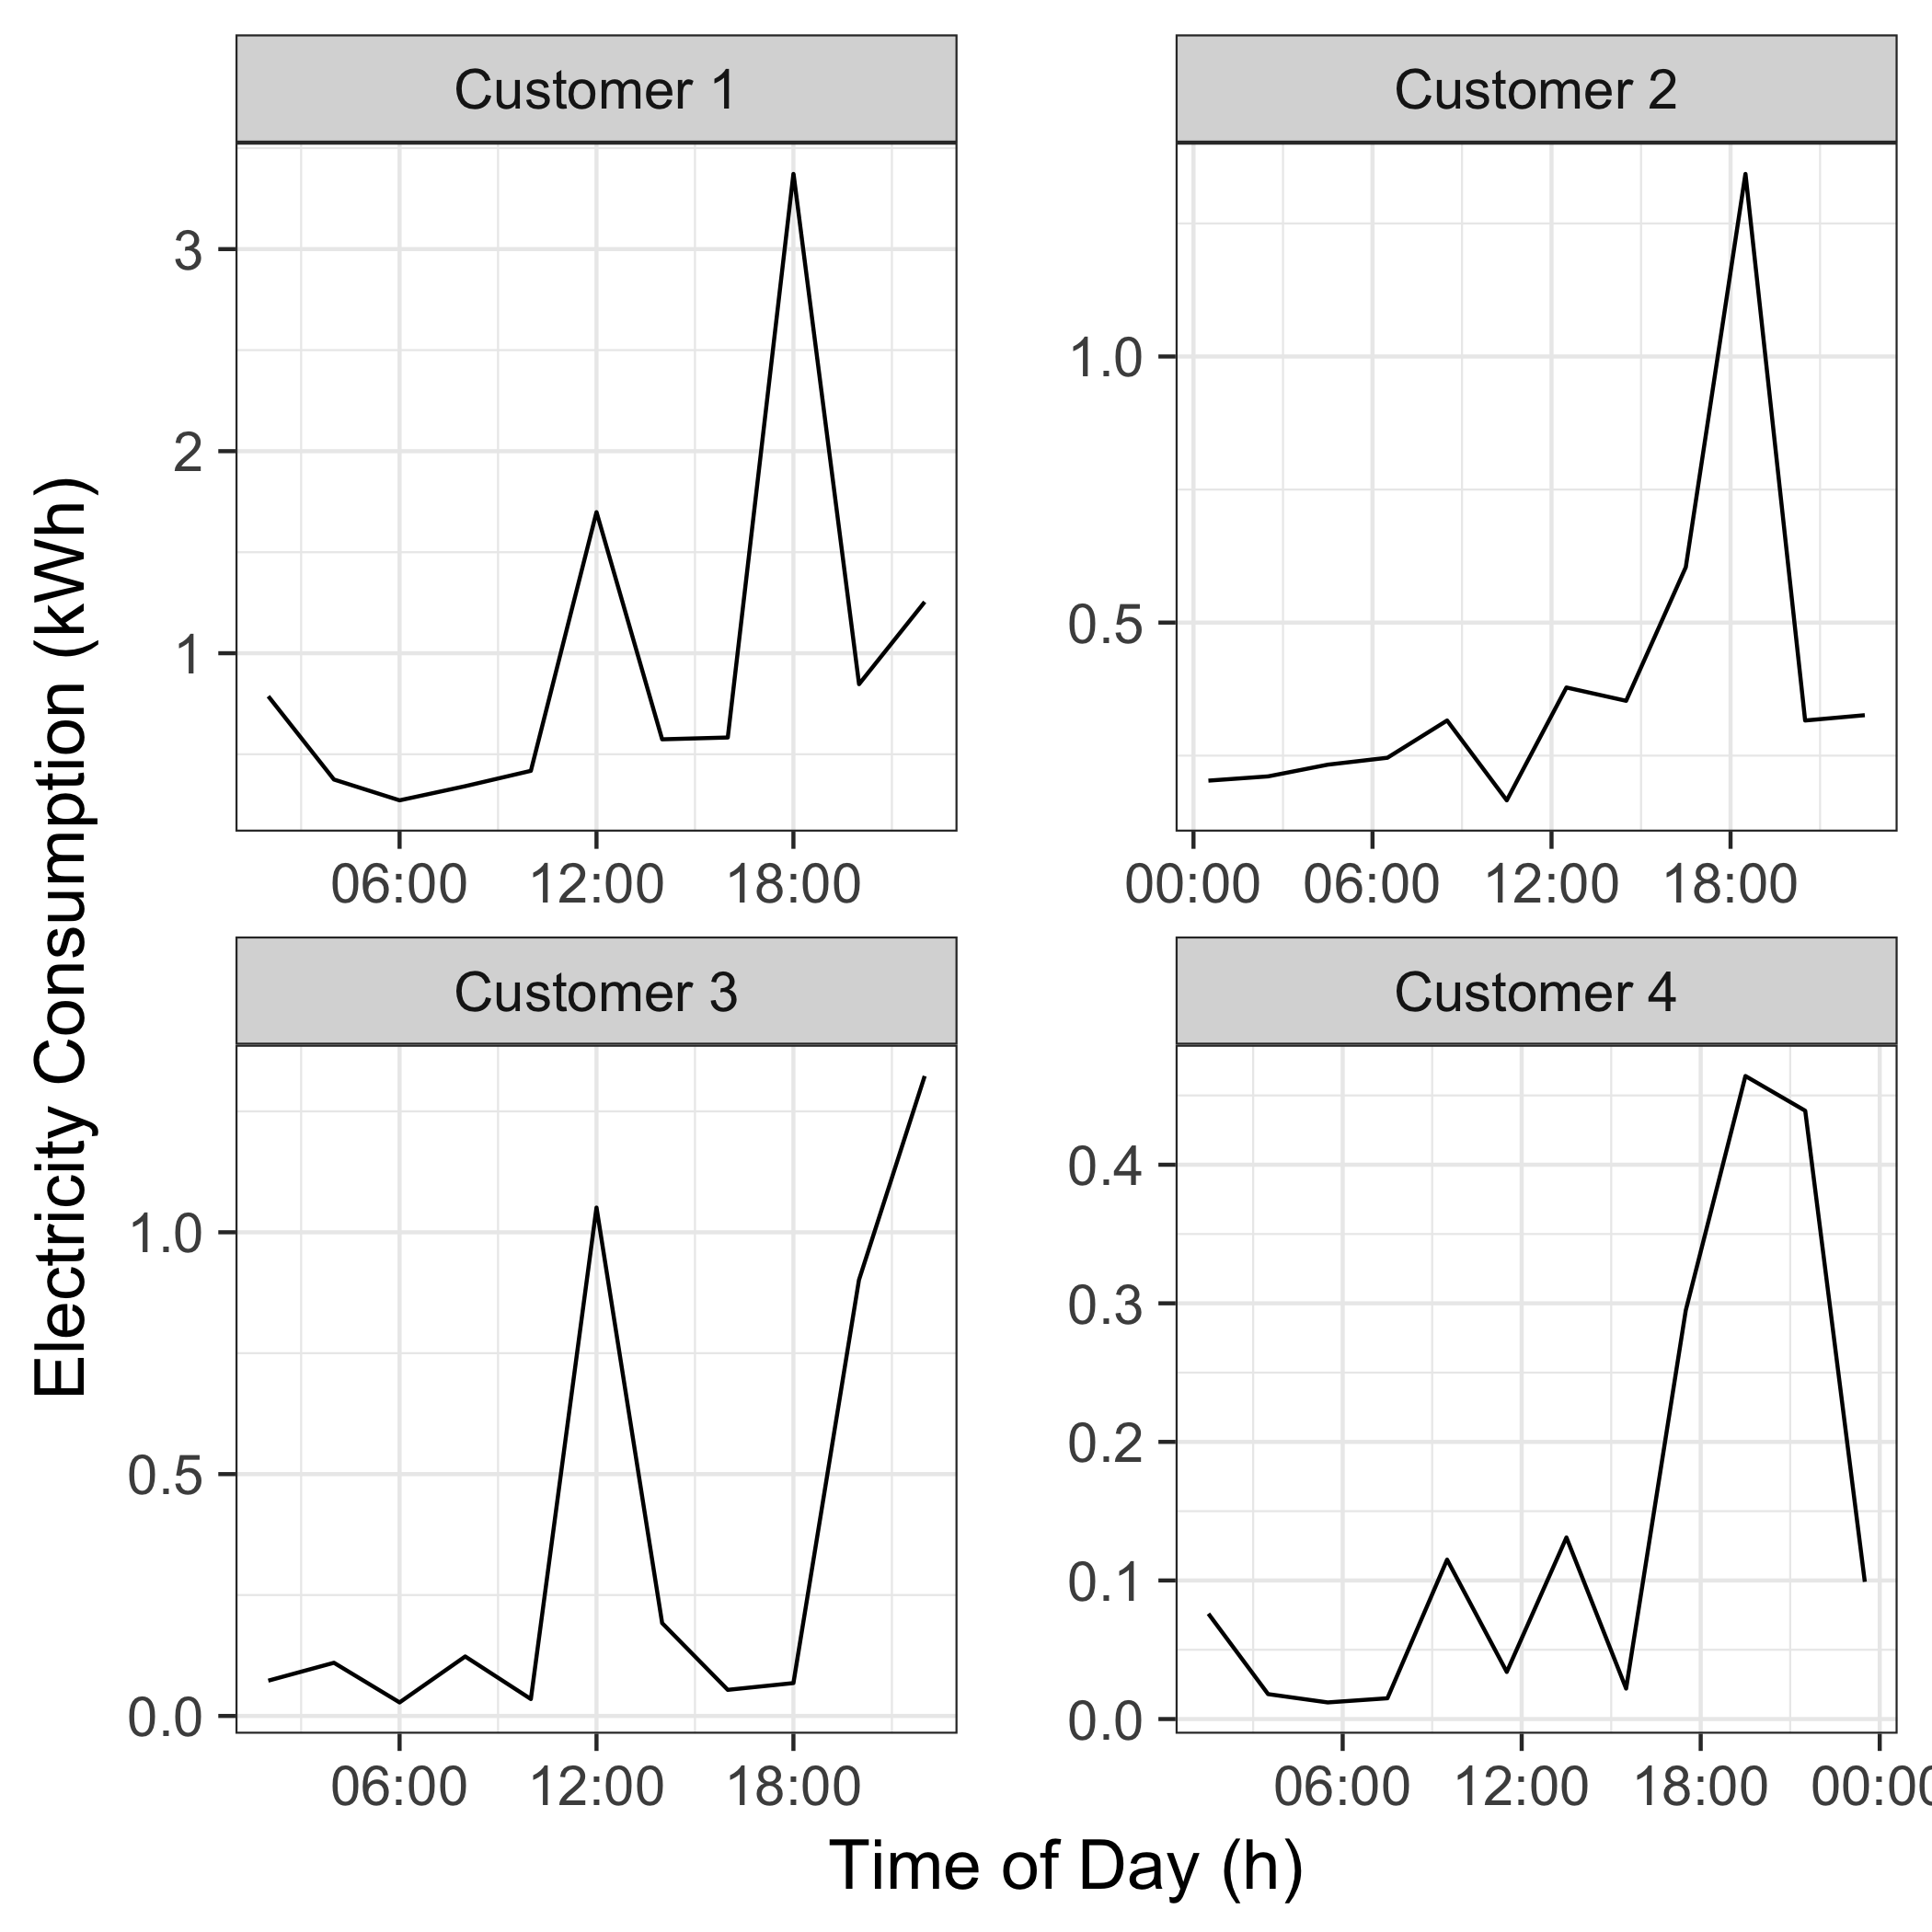 Customer 1
Customer 2
3
2
1
1.0
0.5
06:00 12:00 18:00
00:00 06:00 12:00 18:00
Customer 3
Customer 4
1.0
0.5
0.0
0.4
0.3
0.2
0.1
0.0
06:00 12:00 18:00
06:00 12:00 18:00 00:00
Time of Day (h)
Electricity Consumption (kWh)